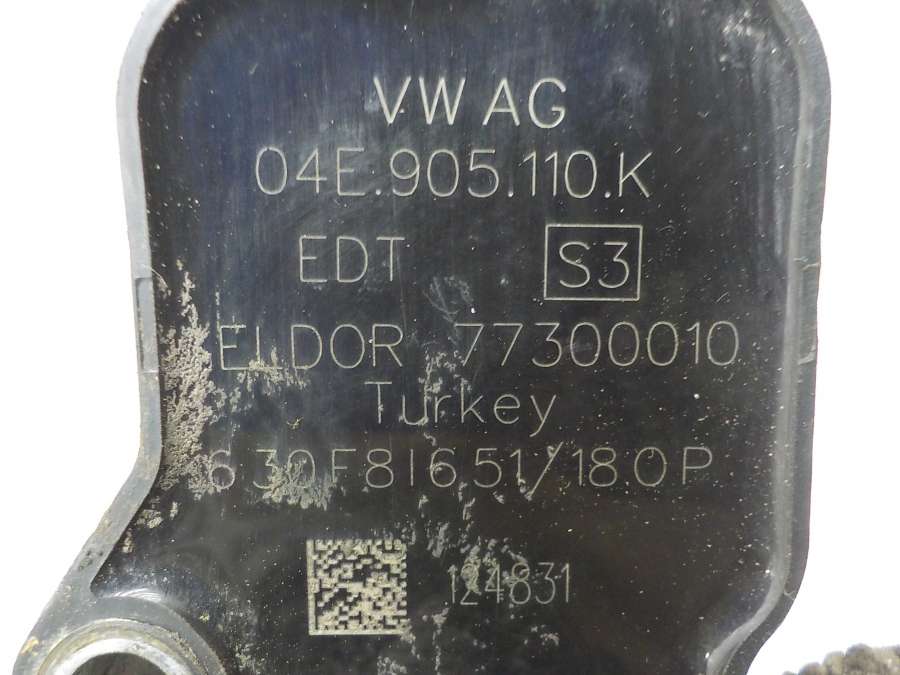 VW AG
04E.905.110.K
EDT S3
ELDOR 77300010
Turkey
630F81651/180P
124831